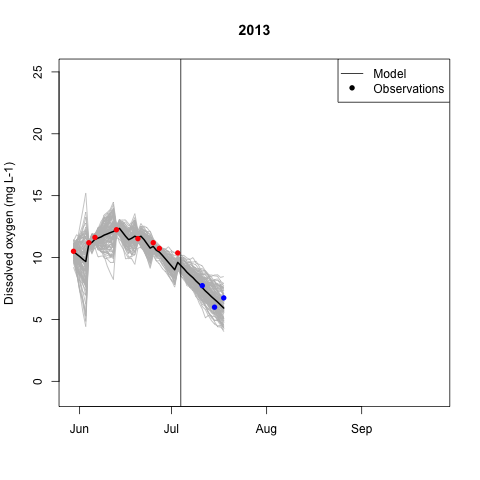 2013
Model
Observations
Dissolved oxygen (mg L-1)
25
20
15
10
5
0
Jun
Jul
Aug
Sep